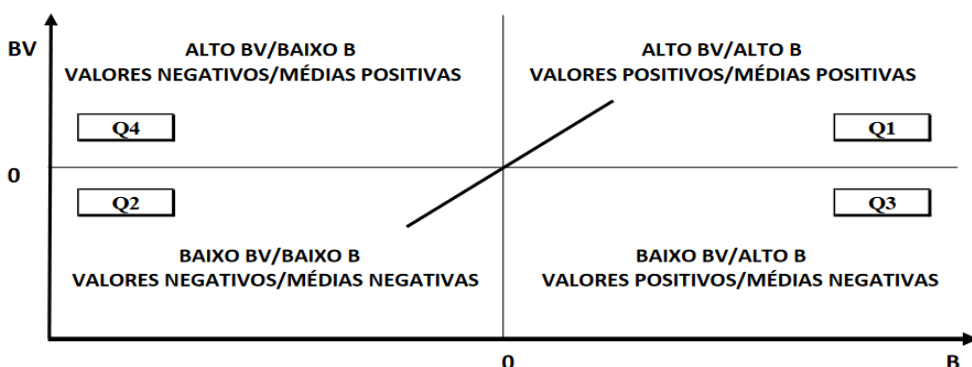 BV
ALTO BV/BAIXO B
VALORES NEGATIVOS/MÉDIAS POSITIVAS
ALTO BV/ALTO B
VALORES POSITIVOS/MÉDIAS POSITIVAS
Q4
Q1
0
Q2
Q3
BAIXO BV/BAIXO B
VALORES NEGATIVOS/MÉDIAS NEGATIVAS
BAIXO BV/ALTO B
VALORES POSITIVOS/MÉDIAS NEGATIVAS
0
B